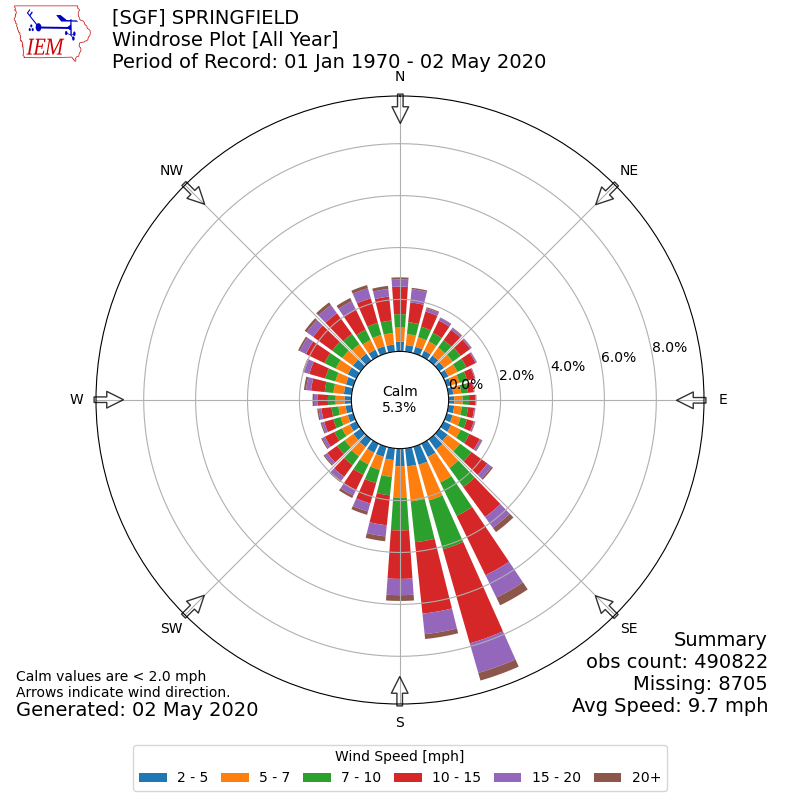 IEM
[SGF] SPRINGFIELD
Windrose Plot [All Year]
Period of Record: 01 Jan 1970 - 02 May 2020
N
NW
NE
W
Calm
5.3%
0.0%
2.0%
4.0%
6.0%
8.0%
E
SW
SE
S
Calm values are < 2.0 mph
Arrows indicate wind direction.
Generated: 02 May 2020
Summary
obs count: 490822
Missing: 8705
Avg Speed: 9.7 mph
Wind Speed [mph]
2 - 5 5 - 7 7 - 10 10 - 15 15 - 20 20+